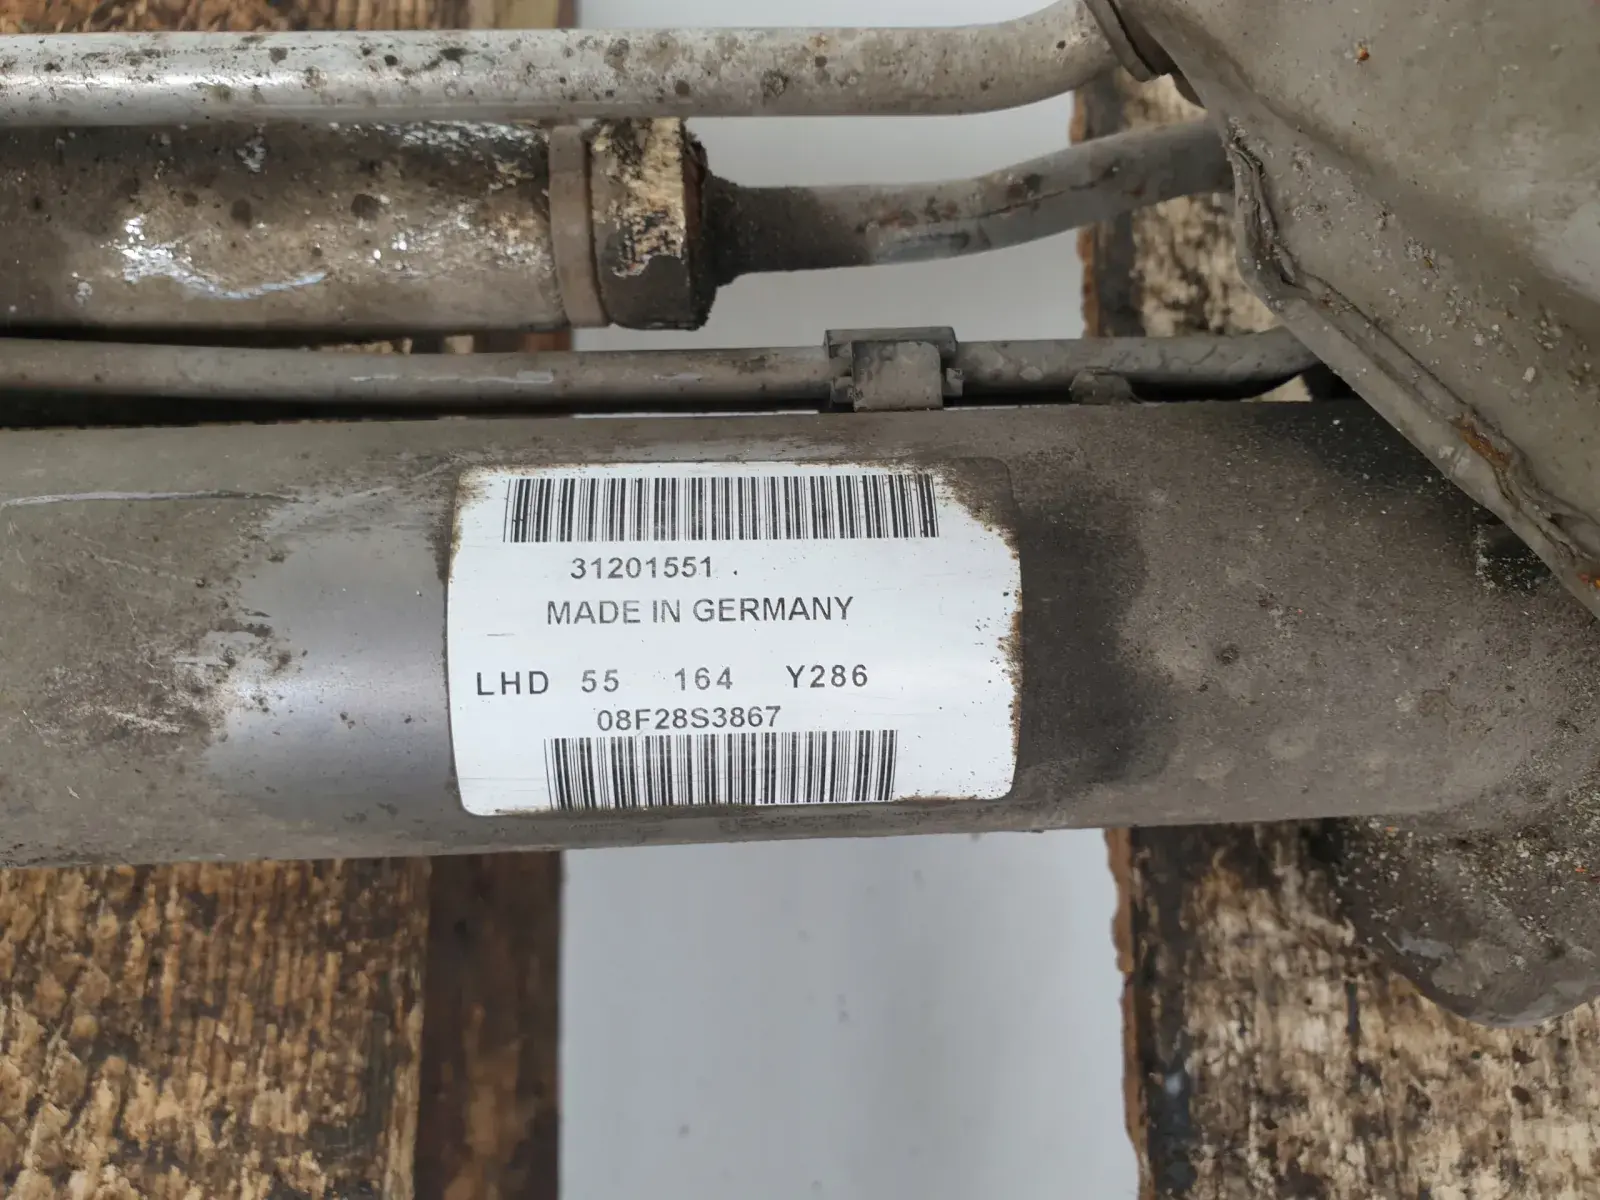 31201551 .
MADE IN GERMANY
LHD 55 164 Y286
08F28S3867